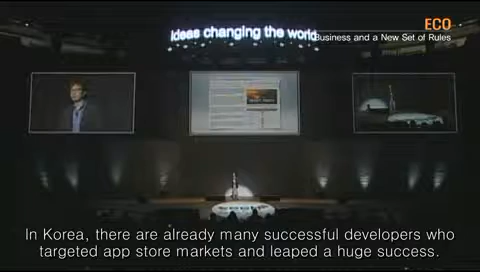 ECO
Ideas changing the world
Business and a New Set of Rules
In Korea, there are already many successful developers who
targeted app store markets and leaped a huge success.